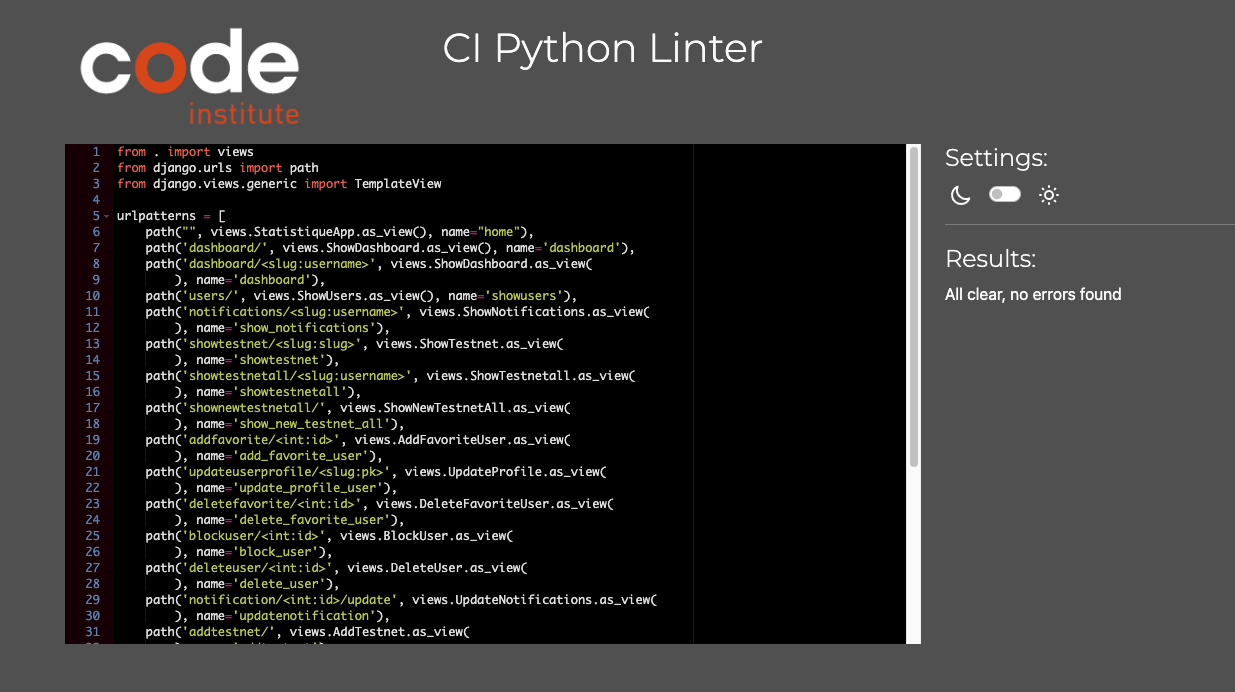 code
institute
CI Python Linter
1 from . import views
2 from django.urls import path
3 from django.views.generic import TemplateView
4
5 urlpatterns = [
6 path("", views.StatistiqueApp.as_view(), name="home"),
7 path('dashboard/', views.ShowDashboard.as_view(), name='dashboard'),
8 path('dashboard/<slug:username>', views.ShowDashboard.as_view(
9 ), name='dashboard'),
10 path('users/', views.ShowUsers.as_view(), name='showusers'),
11 path('notifications/<slug:username>', views.ShowNotifications.as_view(
12 ), name='show_notifications'),
13 path('showtestnet/<slug:slug>', views.ShowTestnet.as_view(
14 ), name='showtestnet'),
15 path('showtestnetall/<slug:username>', views.ShowTestnetall.as_view(
16 ), name='showtestnetall'),
17 path('shownewtestnetall/', views.ShowNewTestnetAll.as_view(
18 ), name='show_new_testnet_all'),
19 path('addfavorite/<int:id>', views.AddFavoriteUser.as_view(
20 ), name='add_favorite_user'),
21 path('updateuserprofile/<slug:pk>', views.UpdateProfile.as_view(
22 ), name='update_profile_user'),
23 path('deletefavorite/<int:id>', views.DeleteFavoriteUser.as_view(
24 ), name='delete_favorite_user'),
25 path('blockuser/<int:id>', views.BlockUser.as_view(
26 ), name='block_user'),
27 path('deleteuser/<int:id>', views.DeleteUser.as_view(
28 ), name='delete_user'),
29 path('notification/<int:id>/update', views.UpdateNotifications.as_view(
30 ), name='updatenotification'),
31 path('addtestnet/', views.AddTestnet.as_view(
Settings:
Results:
All clear, no errors found